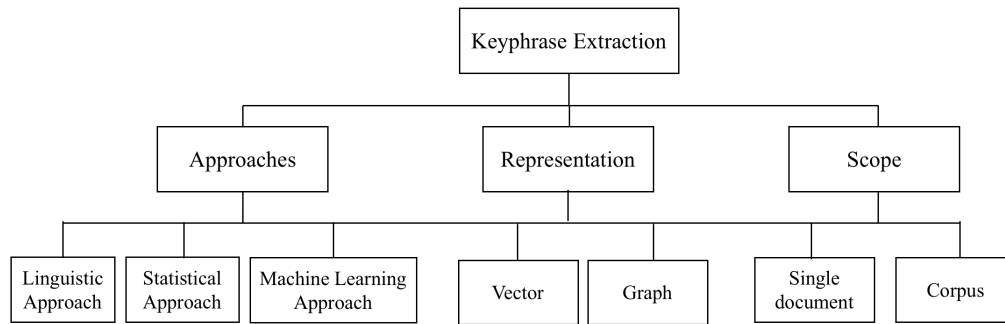 Keyphrase Extraction
Approaches
Representation
Scope
Linguistic
Approach
Statistical
Approach
Machine Learning
Approach
Vector
Graph
Single
document
Corpus